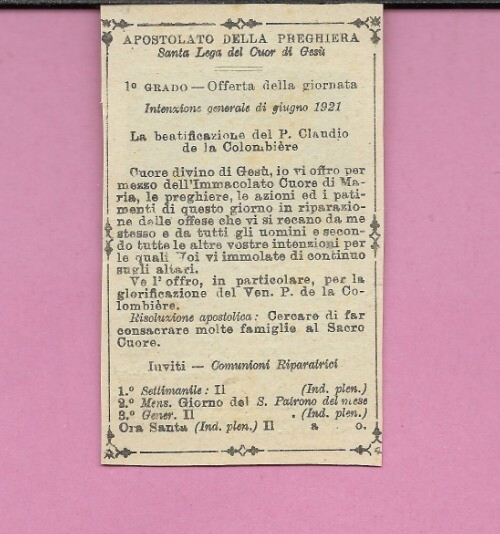 APOSTOLATO DELLA PREGHIERA
Santa Lega del Cuor di Gesù
1º GRADO — Offerta della giornata
Intenzione generale di giugno 1921
La beatificazione del P. Claudio
de la Colombière
Cuore divino di Gesù, io vi offro per
mezzo dell'Immacolato Cuore di Ma-
ria, le preghiere, le azioni ed i pati-
menti di questo giorno in riparazio-
ne delle offese che vi si recano da me
stesso e da tutti gli uomini e secon-
do tutte le altre vostre intenzioni per
le quali Voi vi immolate di continuo
sugli altari.
Ve l'offro, in particolare, per la
glorificazione del Ven. P. de la Co-
lombière.
Risoluzione apostolica: Cercare di far
consacrare molte famiglie al Sacro
Cuore.
Inviti — Comunioni Riparatrici
1.º Settimanile: Il (Ind. plen.)
2.º Mens. Giorno del S. Patrono del mese
3.º Gener. Il . (Ind. plen.)
Ora Santa (Ind. plen.) Il a o.